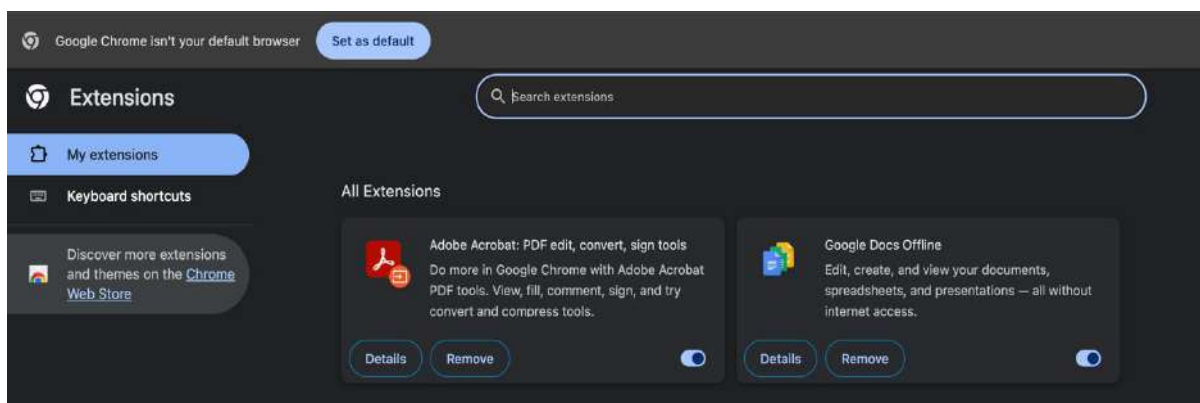 Google Chrome isn't your default browser
Set as default
Extensions
Search extensions
My extensions
Keyboard shortcuts
Discover more extensions
and themes on the Chrome
Web Store
All Extensions
Adobe Acrobat: PDF edit, convert, sign tools
Do more in Google Chrome with Adobe Acrobat
PDF tools. View, fill, comment, sign, and try
convert and compress tools.
Details
Remove
Google Docs Offline
Edit, create, and view your documents,
spreadsheets, and presentations — all without
internet access.
Details
Remove